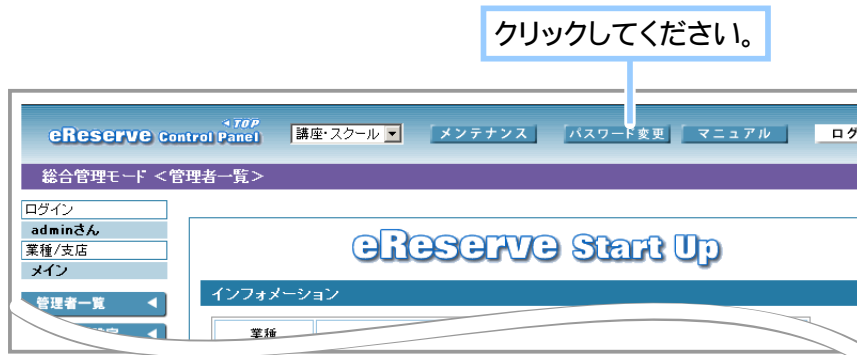 クリックしてください。
TOP
eReserve Control Panel
講座・スクール
メンテナンス
パスワード変更
マニュアル
ログ
総合管理モード <管理者一覧>
ログイン
adminさん
業種/支店
メイン
eReserve Start Up
管理者一覧
インフォメーション
業種